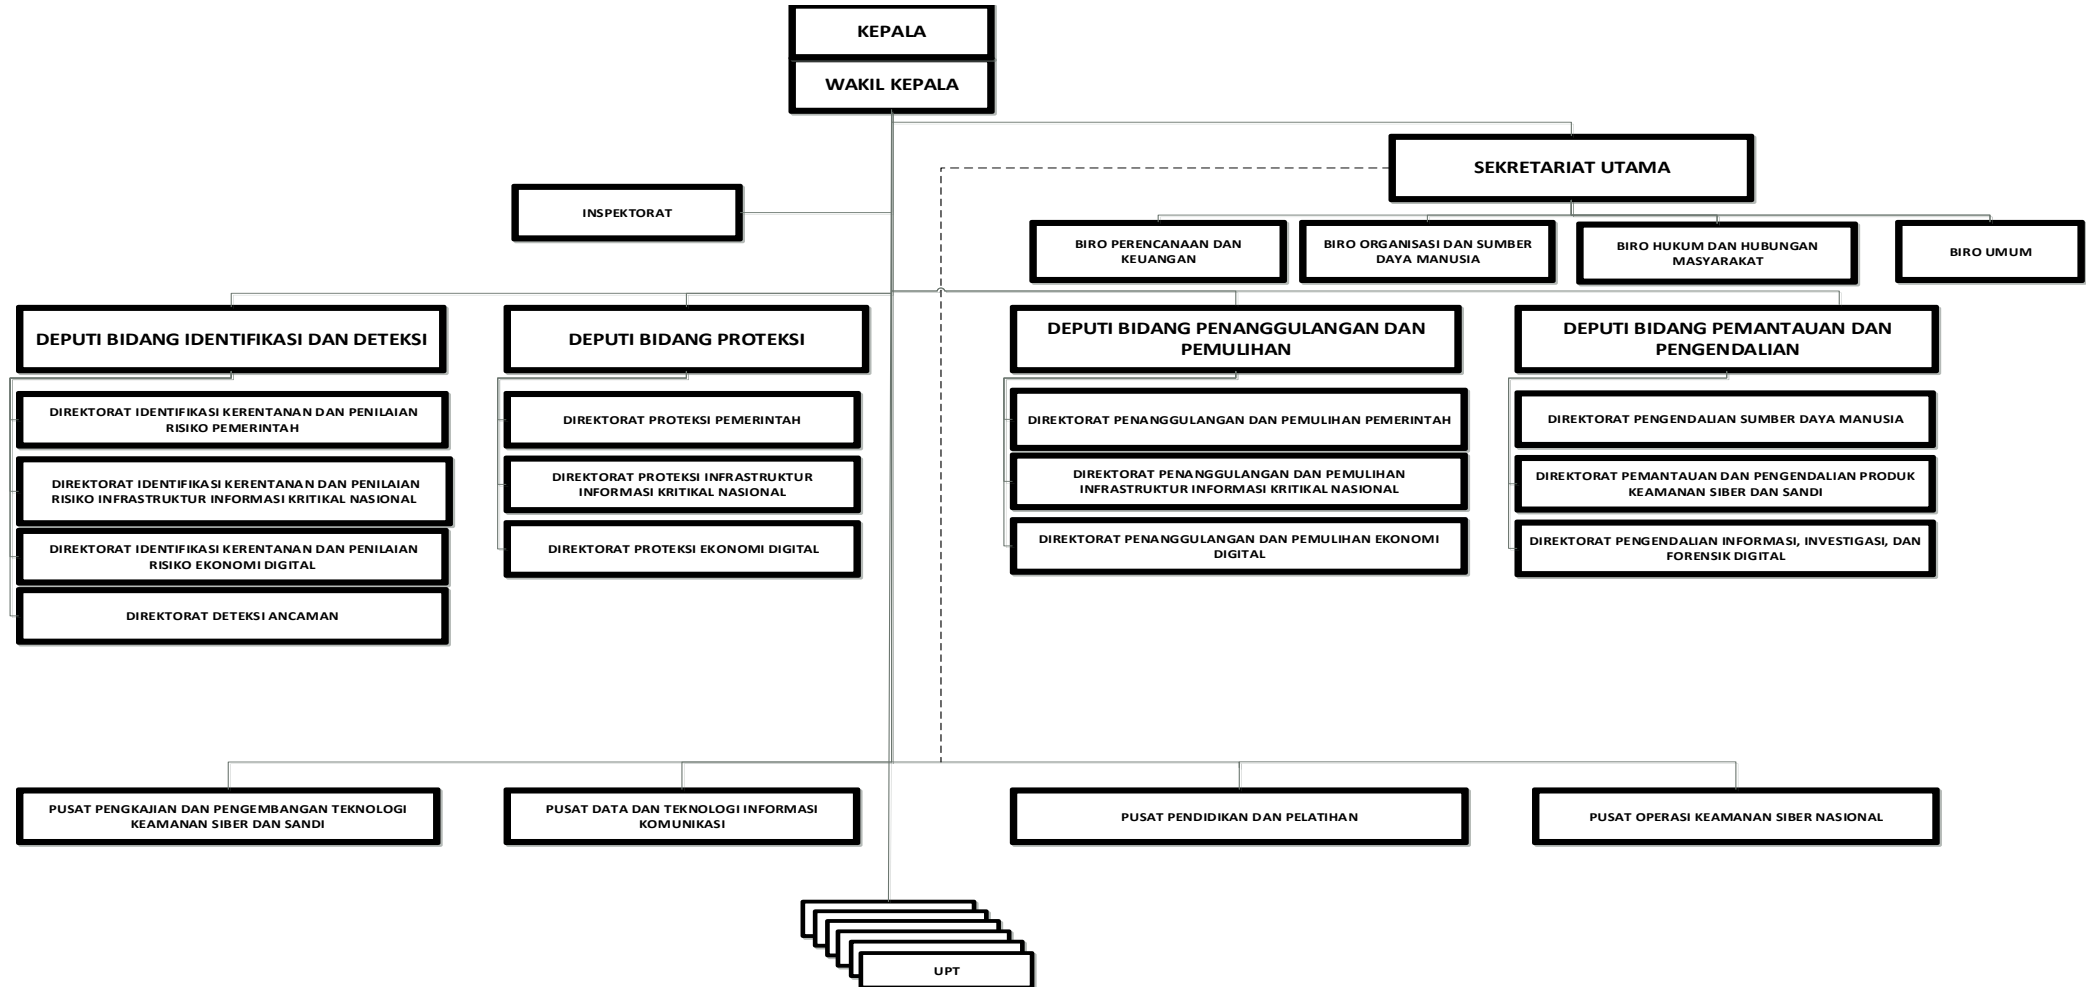 KEPALA
WAKIL KEPALA
SEKRETARIAT UTAMA
INSPEKTORAT
BIRO PERENCANAAN DAN
KEUANGAN
BIRO ORGANISASI DAN SUMBER
DAYA MANUSIA
BIRO HUKUM DAN HUBUNGAN
MASYARAKAT
BIRO UMUM
DEPUTI BIDANG IDENTIFIKASI DAN DETEKSI
DIREKTORAT IDENTIFIKASI KERENTANAN DAN PENILAIAN
RISIKO PEMERINTAH
DIREKTORAT IDENTIFIKASI KERENTANAN DAN PENILAIAN
RISIKO INFRASTRUKTUR INFORMASI KRITIKAL NASIONAL
DIREKTORAT IDENTIFIKASI KERENTANAN DAN PENILAIAN
RISIKO EKONOMI DIGITAL
DIREKTORAT DETEKSI ANCAMAN
DEPUTI BIDANG PROTEKSI
DIREKTORAT PROTEKSI PEMERINTAH
DIREKTORAT PROTEKSI INFRASTRUKTUR
INFORMASI KRITIKAL NASIONAL
DIREKTORAT PROTEKSI EKONOMI DIGITAL
DEPUTI BIDANG PENANGGULANGAN DAN
PEMULIHAN
DIREKTORAT PENANGGULANGAN DAN PEMULIHAN PEMERINTAH
DIREKTORAT PENANGGULANGAN DAN PEMULIHAN
INFRASTRUKTUR INFORMASI KRITIKAL NASIONAL
DIREKTORAT PENANGGULANGAN DAN PEMULIHAN EKONOMI
DIGITAL
DEPUTI BIDANG PEMANTAUAN DAN
PENGENDALIAN
DIREKTORAT PENGENDALIAN SUMBER DAYA MANUSIA
DIREKTORAT PEMANTAUAN DAN PENGENDALIAN PRODUK
KEAMANAN SIBER DAN SANDI
DIREKTORAT PENGENDALIAN INFORMASI, INVESTIGASI, DAN
FORENSIK DIGITAL
PUSAT PENGKAJIAN DAN PENGEMBANGAN TEKNOLOGI
KEAMANAN SIBER DAN SANDI
PUSAT DATA DAN TEKNOLOGI INFORMASI
KOMUNIKASI
PUSAT PENDIDIKAN DAN PELATIHAN
PUSAT OPERASI KEAMANAN SIBER NASIONAL
UPT